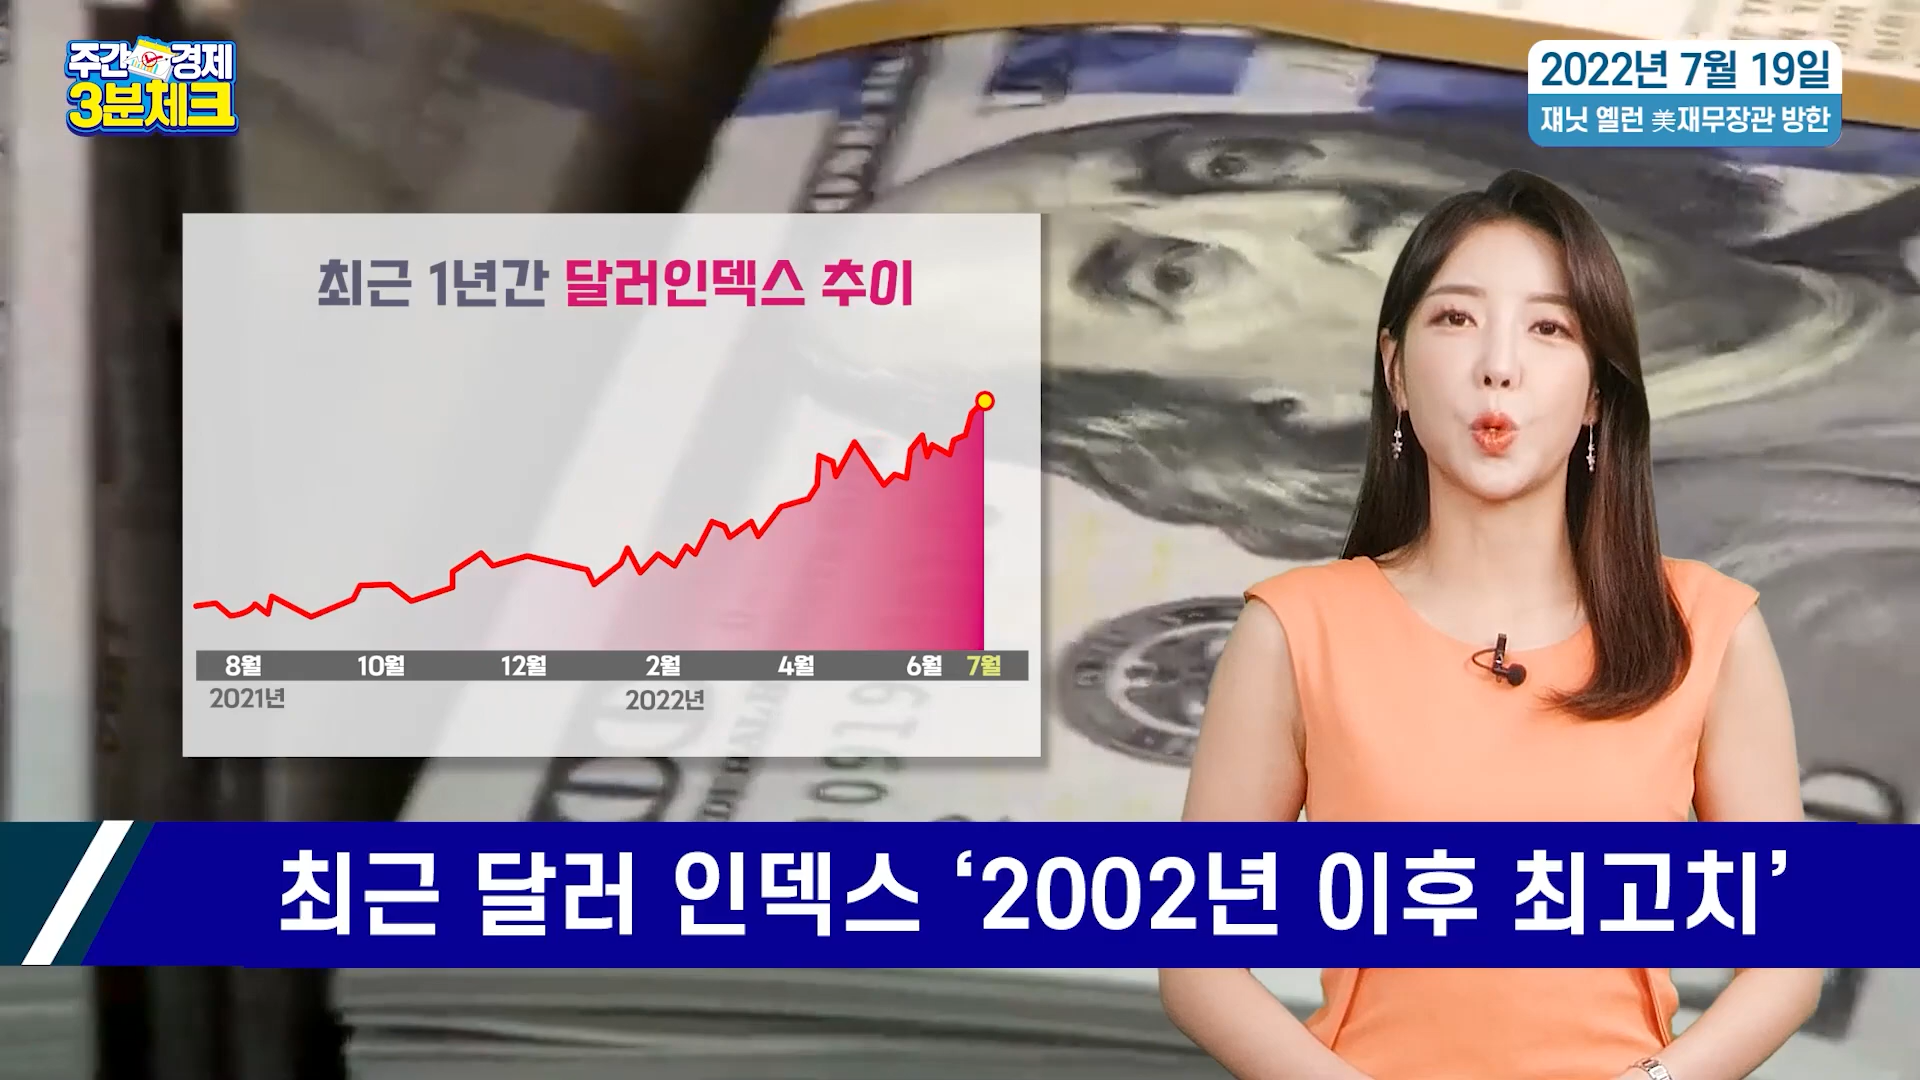 주간 경제
3분체크
2022년 7월 19일
쟤닛 옐런 美재무장관 방한
최근 1년간 달러인덱스 추이
8월 10월 12월 2월 4월 6월 7월
2021년 2022년
최근 달러 인덱스 ‘2002년 이후 최고치’